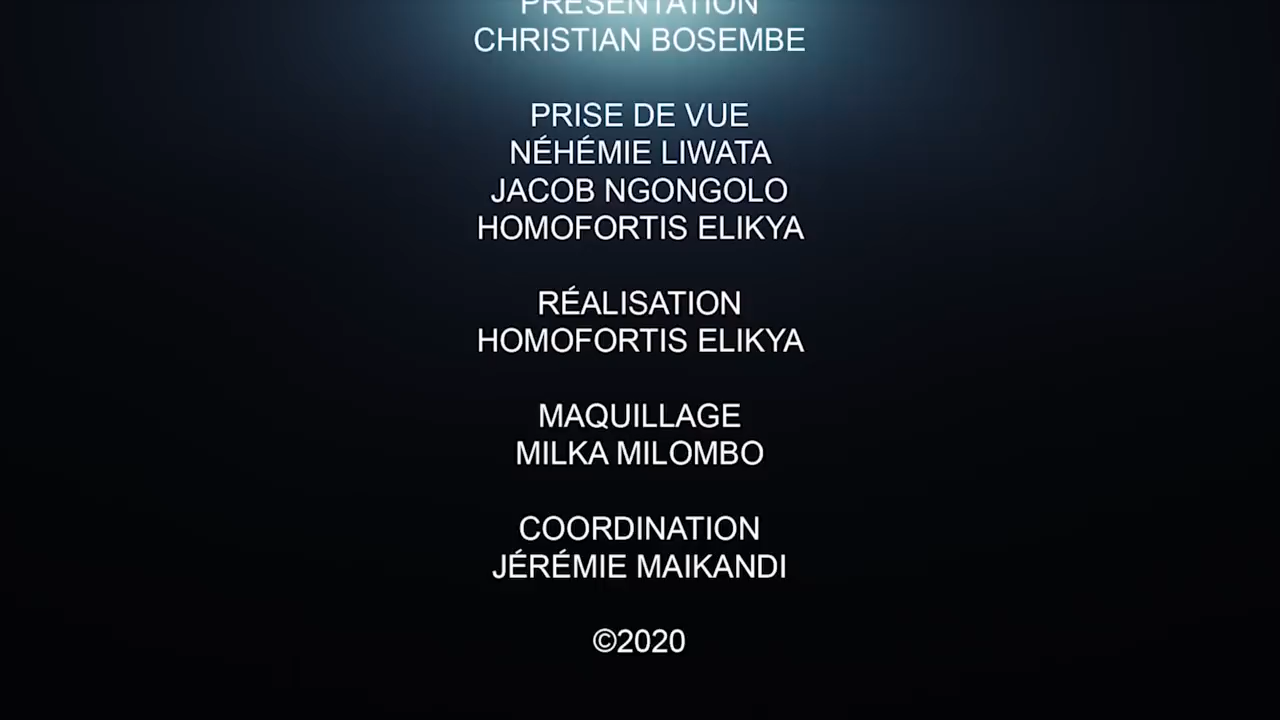 PRÉSENTATION
CHRISTIAN BOSEMBE
PRISE DE VUE
NÉHÉMIE LIWATA
JACOB NGONGOLO
HOMOFORTIS ELIKYA
RÉALISATION
HOMOFORTIS ELIKYA
MAQUILLAGE
MILKA MILOMBO
COORDINATION
JÉRÉMIE MAIKANDI
©2020